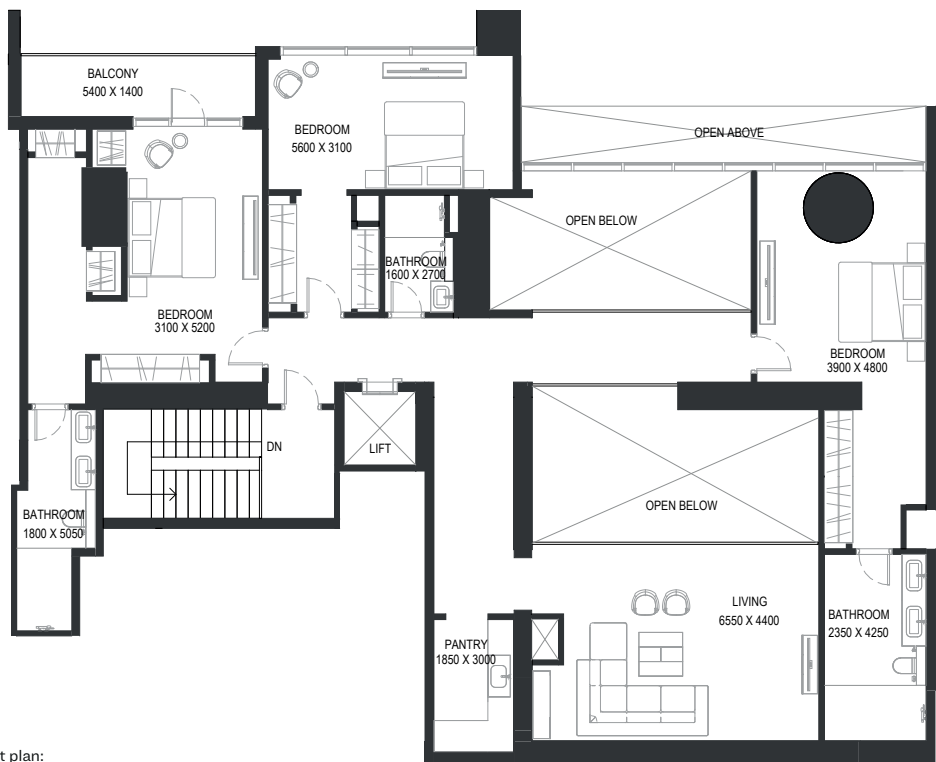 BALCONY
5400 X 1400
BEDROOM
5600 X 3100
OPEN ABOVE
OPEN BELOW
BATHROOM
1600 X 2700
BEDROOM
3100 X 5200
BEDROOM
3900 X 4800
DN
LIFT
OPEN BELOW
BATHROOM
1800 X 5050
LIVING
6550 X 4400
BATHROOM
2350 X 4250
PANTRY
1850 X 3000
t plan: